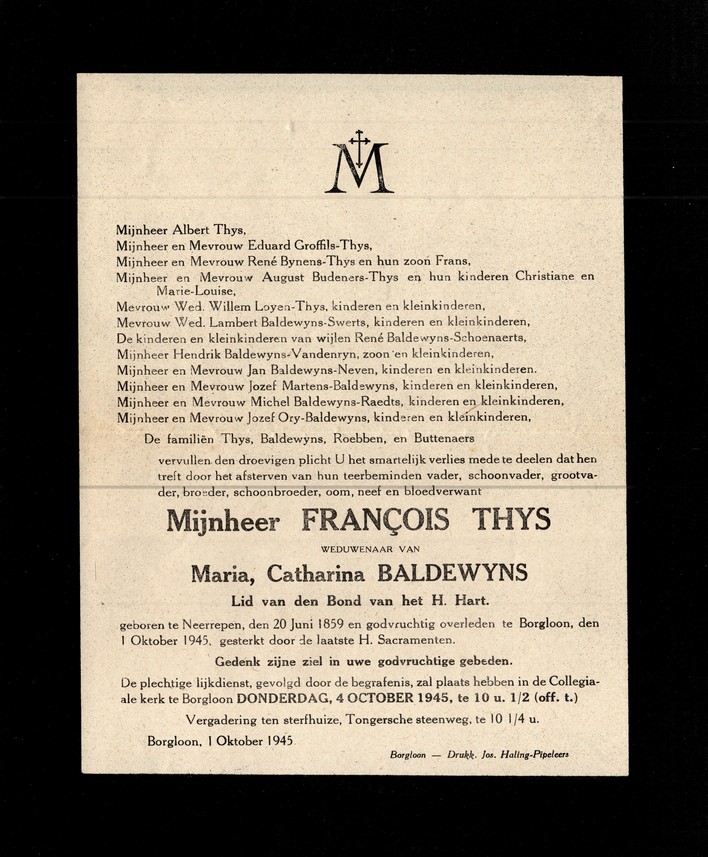 M
Mijnheer Albert Thys,
Mijnheer en Mevrouw Eduard Groffils-Thys,
Mijnheer en Mevrouw René Bynens-Thys en hun zoon Frans,
Mijnheer en Mevrouw August Budeners-Thys en hun kinderen Christiane en
Marie-Louise,
Mevrouw Wed. Willem Loyen-Thys, kinderen en kleinkinderen,
Mevrouw Wed. Lambert Baldewyns-Swerts, kinderen en kleinkinderen,
De kinderen en kleinkinderen van wijlen René Baldewyns-Schoenaerts,
Mijnheer Hendrik Baldewyns-Vandenryn, zoon en kleinkinderen,
Mijnheer en Mevrouw Jan Baldewyns-Neven, kinderen en kleinkinderen.
Mijnheer en Mevrouw Jozef Martens-Baldewyns, kinderen en kleinkinderen,
Mijnheer en Mevrouw Michel Baldewyns-Raedts, kinderen en kleinkinderen,
Mijnheer en Mevrouw Jozef Ory-Baldewyns, kinderen en kleinkinderen,
De familiën Thys, Baldewyns, Roebben, en Buttenaers
vervullen den droevigen plicht U het smartelijk verlies mede te deelen dat hen
treft door het afsterven van hun teerbeminden vader, schoonvader, grootva-
der, broeder, schoonbroeder, oom, neef en bloedverwant
Mijnheer FRANÇOIS THYS
WEDUWENAAR VAN
Maria, Catharina BALDEWYNS
Lid van den Bond van het H. Hart.
geboren te Neerrepen, den 20 Juni 1859 en godvruchtig overleden te Borgloon, den
1 Oktober 1945, gesterkt door de laatste H. Sacramenten.
Gedenk zijne ziel in uwe godvruchtige gebeden.
De plechtige lijkdienst, gevolgd door de begrafenis, zal plaats hebben in de Collegia-
ale kerk te Borgloon DONDERDAG, 4 OCTOBER 1945, te 10 u. 1/2 (off. t.)
Vergadering ten sterfhuize, Tongersche steenweg, te 10 1/4 u.
Borgloon, 1 Oktober 1945.
Borgloon — Drukk. Jos. Haling-Pipeleers